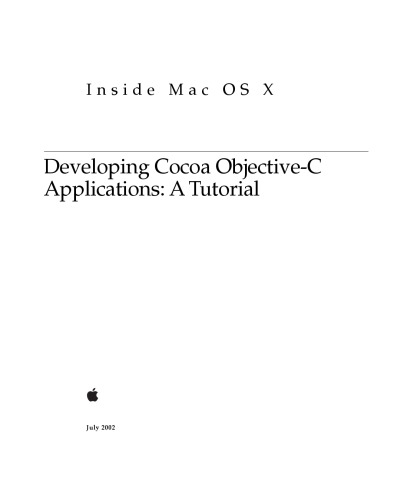 Inside Mac OS X
Developing Cocoa Objective-C
Applications: A Tutorial
July 2002